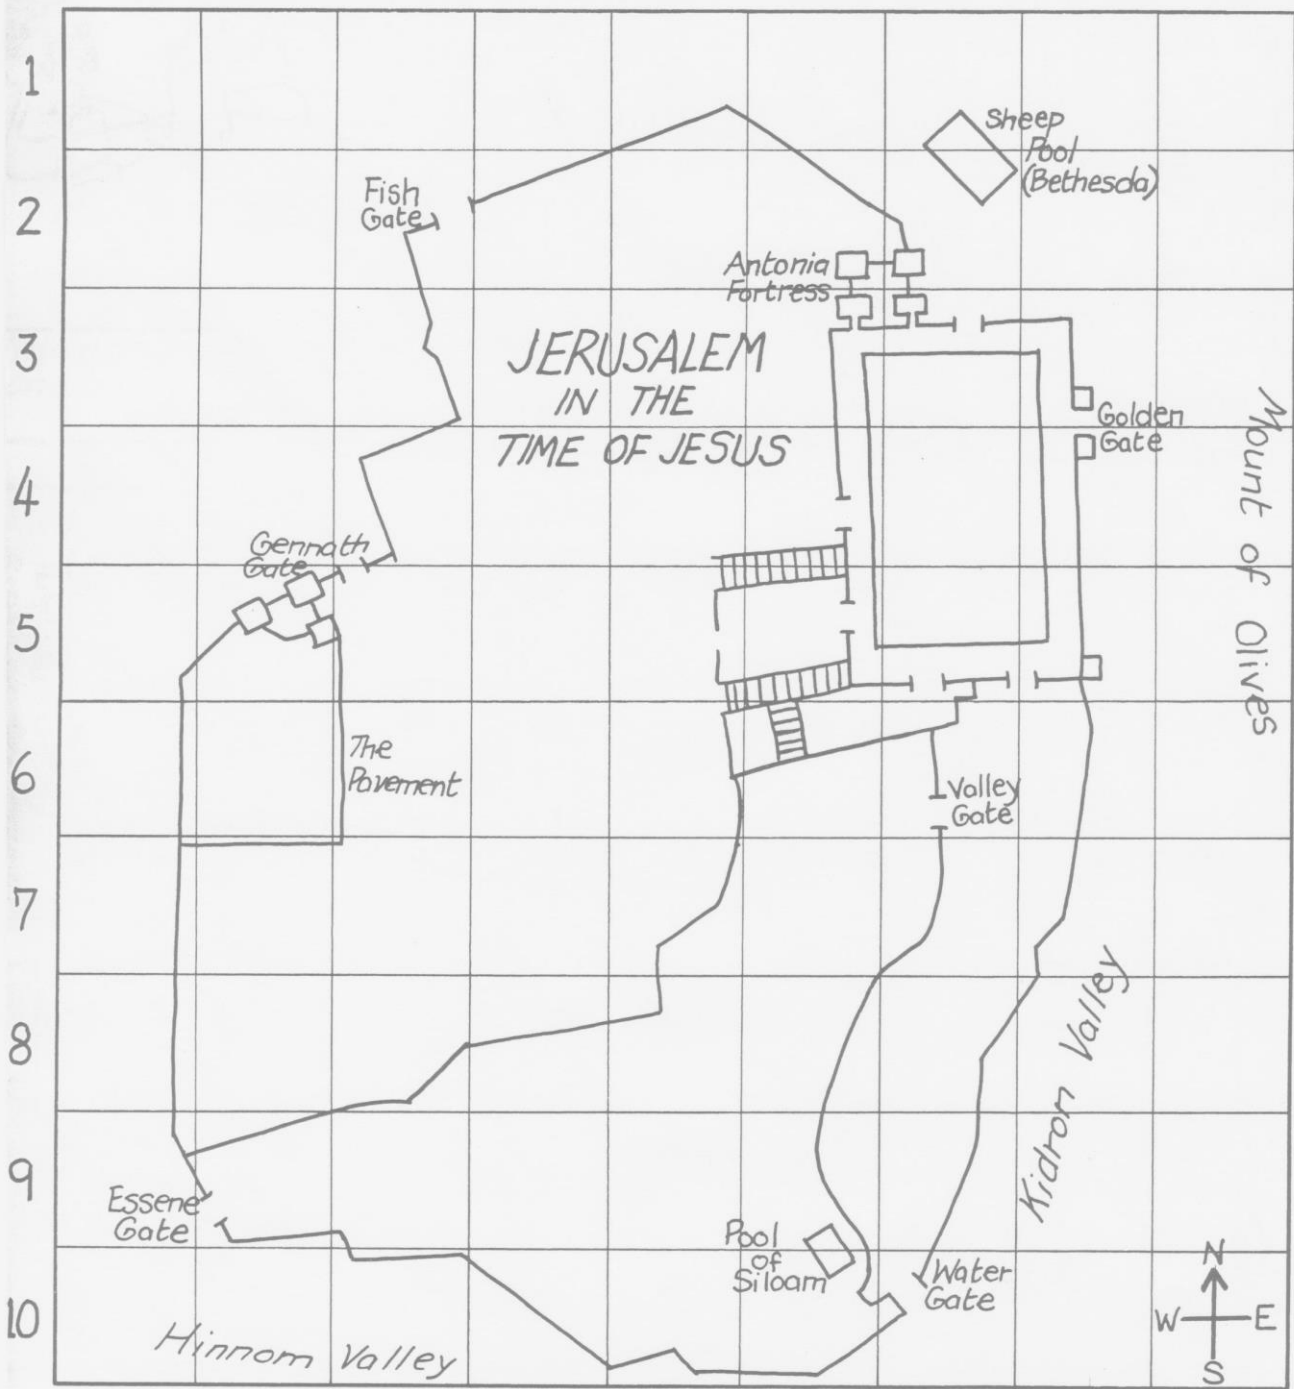 1
Sheep
Pool
(Bethesda)
2
Fish
Gate
Antonia
Fortress
3
JERUSALEM
IN THE
TIME OF JESUS
Golden
Gate
Mount of Olives
4
Gennath
Gate
5
6
The
Pavement
Valley
Gate
7
8
Kidron Valley
9
Essene
Gate
Pool
of
Siloam
Water
Gate
10
Hinnom Valley
N
W E
S